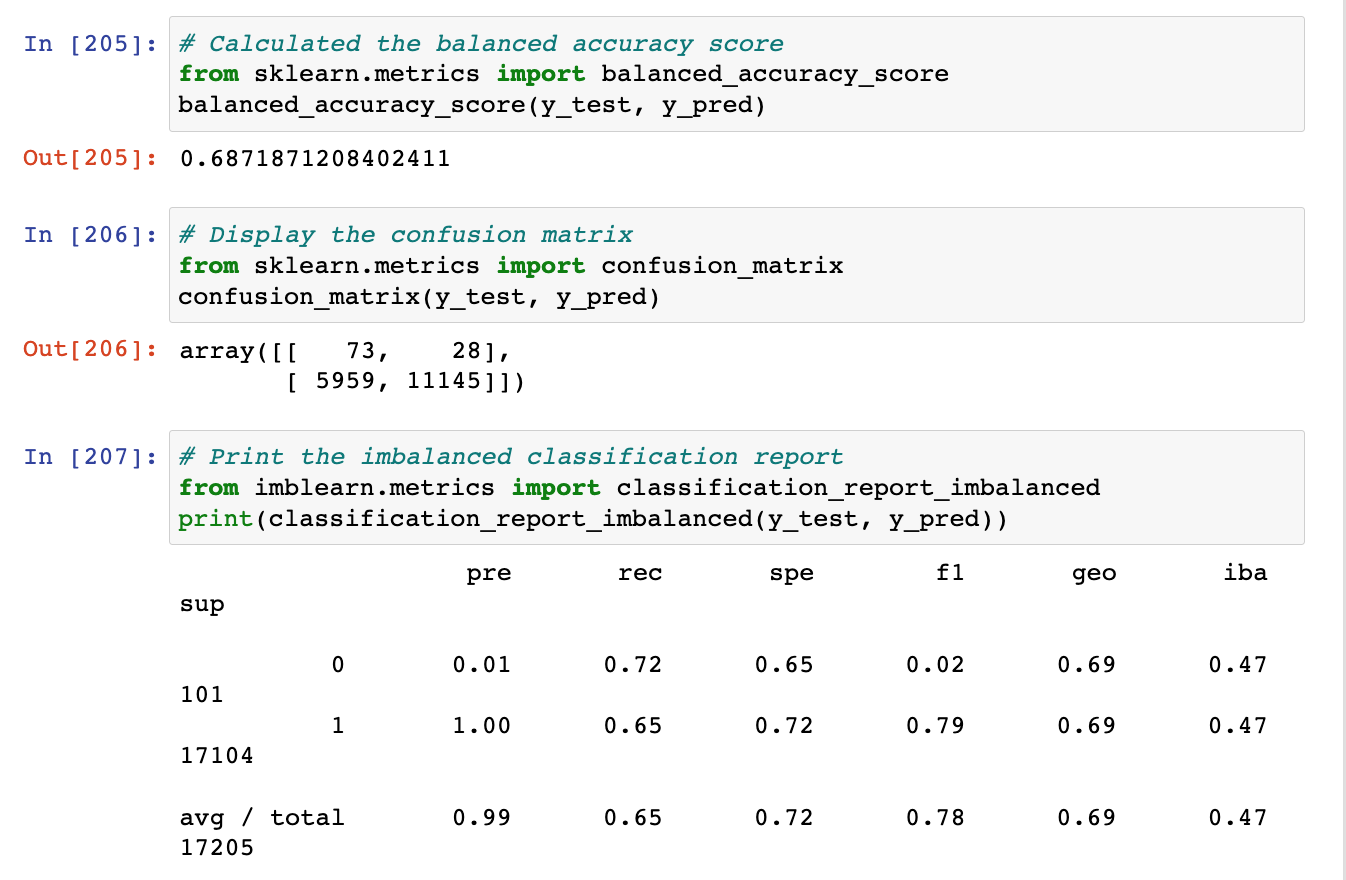 In [205]: # Calculated the balanced accuracy score
from sklearn.metrics import balanced_accuracy_score
balanced_accuracy_score(y_test, y_pred)
Out[205]: 0.6871871208402411
In [206]: # Display the confusion matrix
from sklearn.metrics import confusion_matrix
confusion_matrix(y_test, y_pred)
Out[206]: array([[   73,    28],
       [ 5959, 11145]])
In [207]: # Print the imbalanced classification report
from imblearn.metrics import classification_report_imbalanced
print(classification_report_imbalanced(y_test, y_pred))
                   pre       rec       spe        f1       geo       iba
sup
          0       0.01      0.72      0.65      0.02      0.69      0.47
101
          1       1.00      0.65      0.72      0.79      0.69      0.47
17104
avg / total       0.99      0.65      0.72      0.78      0.69      0.47
17205